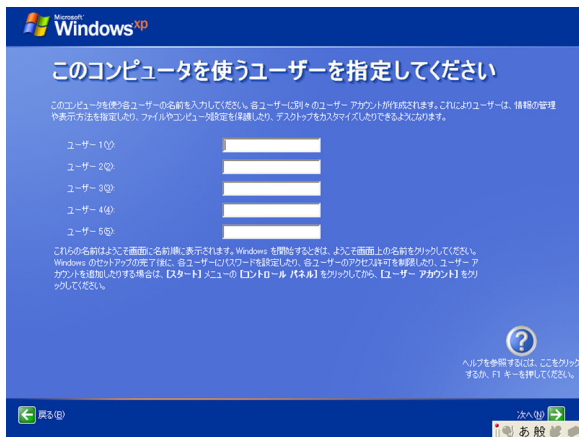 Microsoft
Windows xp
このコンピュータを使うユーザーを指定してください
このコンピュータを使う各ユーザーの名前を入力してください。各ユーザーに別々のユーザー アカウントが作成されます。これによりユーザーは、情報の管理
や表示方法を指定したり、ファイルやコンピュータ設定を保護したり、デスクトップをカスタマイズしたりできるようになります。
ユーザー 1(Y):
ユーザー 2(2):
ユーザー 3(3):
ユーザー 4(4):
ユーザー 5(5):
これらの名前はようこそ画面に名前順に表示されます。Windows を開始するときは、ようこそ画面上の名前をクリックしてください。
Windows のセットアップの完了後に、各ユーザーにパスワードを設定したり、各ユーザーのアクセス許可を制限したり、ユーザー ア
カウントを追加したりする場合は、[スタート] メニューの [コントロール パネル] をクリックしてから、[ユーザー アカウント] をクリ
ックしてください。
ヘルプを参照するには、ここをクリック
するか、F1 キーを押してください。
戻る(B)
次へ(N)
あ 般